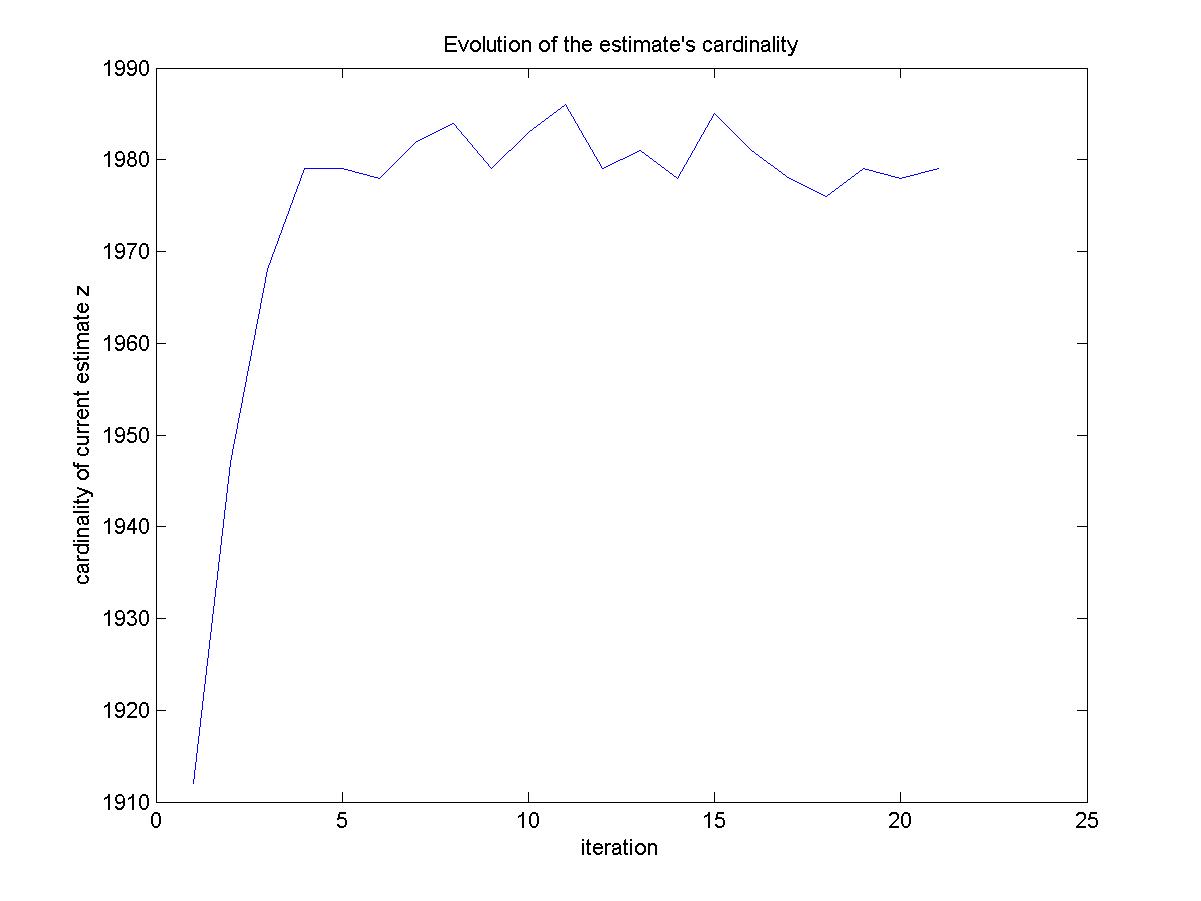 Evolution of the estimate's cardinality
1990
1980
1970
1960
1950
1940
1930
1920
1910
cardinality of current estimate z
0 5 10 15 20 25
iteration